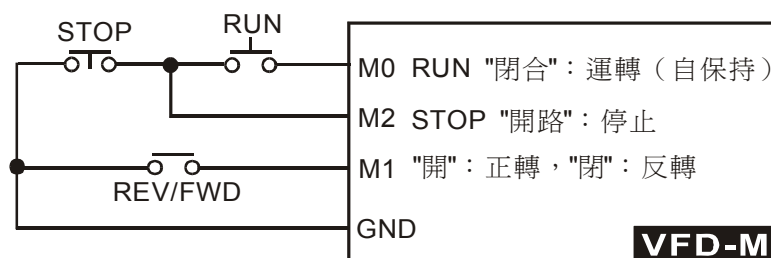 STOP
RUN
M0 RUN "閉合"：運轉（自保持）
M2 STOP "開路"：停止
M1 "開"：正轉，"閉"：反轉
REV/FWD
GND
VFD-M